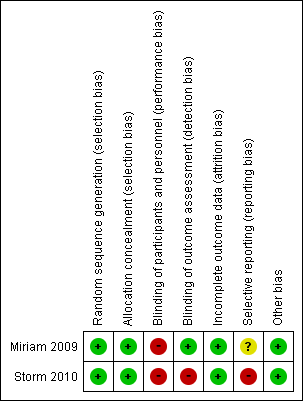 Random sequence generation (selection bias)
Allocation concealment (selection bias)
Blinding of participants and personnel (performance bias)
Blinding of outcome assessment (detection bias)
Incomplete outcome data (attrition bias)
Selective reporting (reporting bias)
Other bias
Miriam 2009 + + - + + ? +
Storm 2010 + + - - + - +